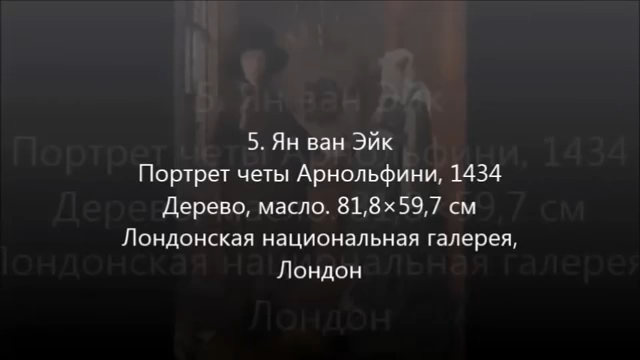 5. Ян ван Эйк
Портрет четы Арнольфини, 1434
Дерево, масло. 81,8×59,7 см
Лондонская национальная галерея,
Лондон